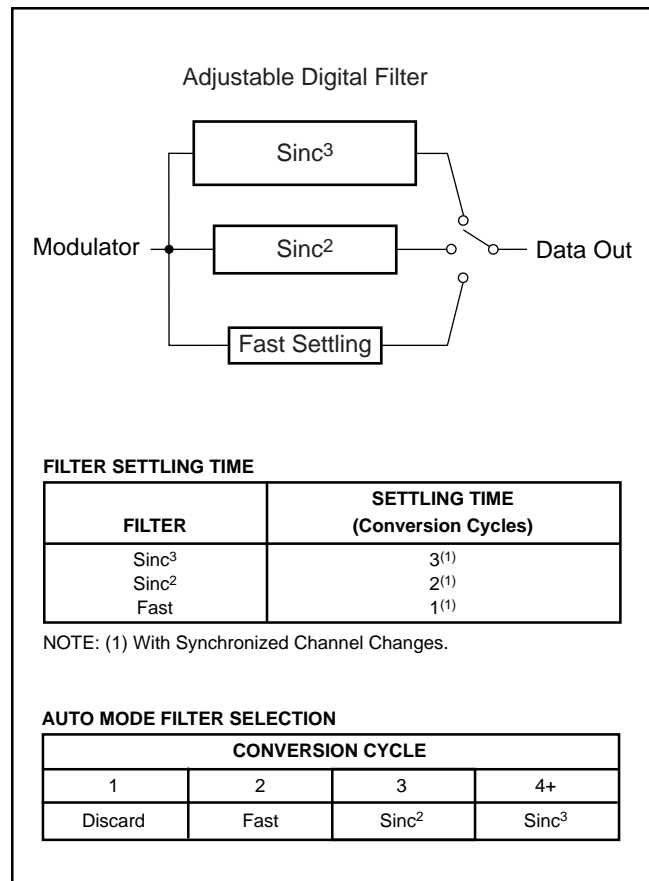 Adjustable Digital Filter
Sinc³
Modulator
Sinc²
Data Out
Fast Settling
FILTER SETTLING TIME
FILTER
SETTLING TIME
(Conversion Cycles)
Sinc³ 3⁽¹⁾
Sinc² 2⁽¹⁾
Fast 1⁽¹⁾
NOTE: (1) With Synchronized Channel Changes.
AUTO MODE FILTER SELECTION
CONVERSION CYCLE
1 2 3 4+
Discard Fast Sinc² Sinc³